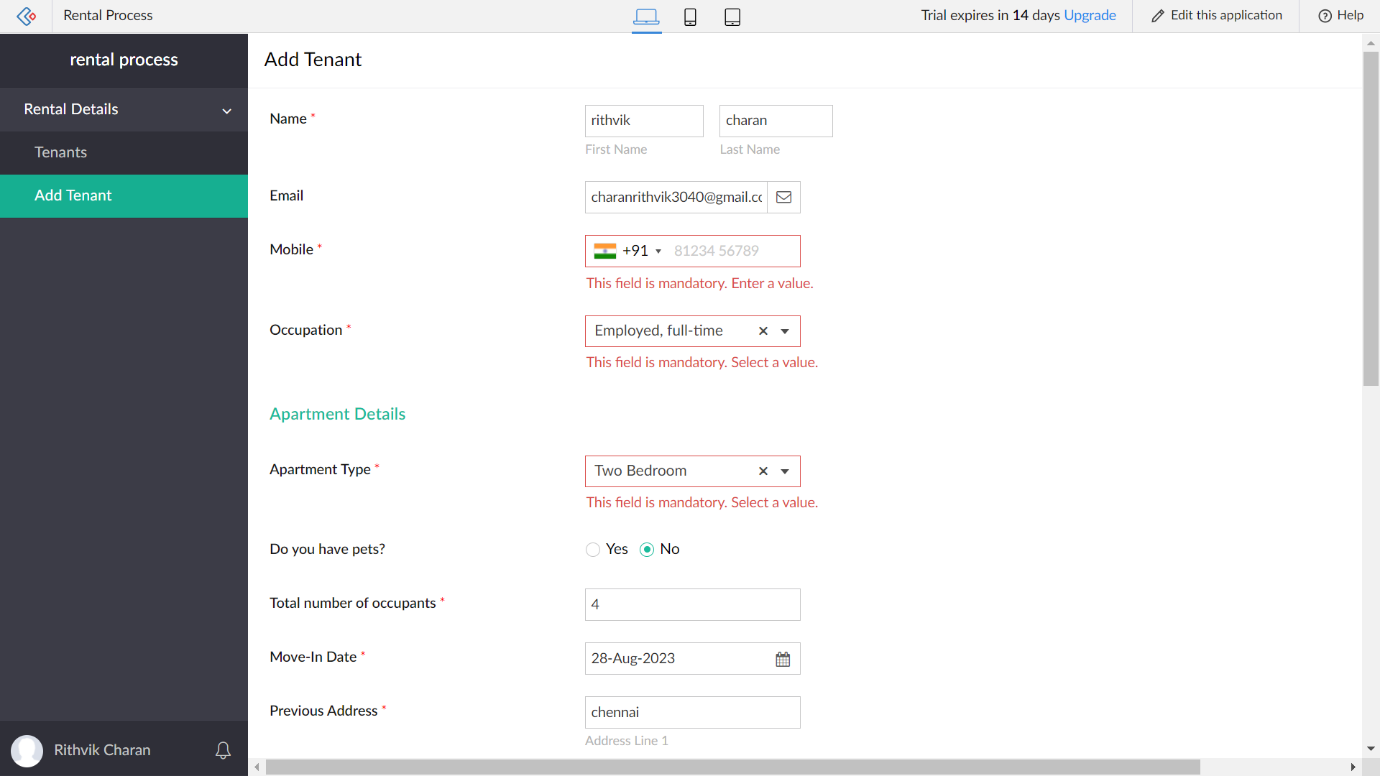 Rental Process
Trial expires in 14 days Upgrade
Edit this application
Help
rental process
Rental Details
Tenants
Add Tenant
Rithvik Charan
Add Tenant
Name *
rithvik
charan
First Name
Last Name
Email
charanrithvik3040@gmail.cc
Mobile *
+91
81234 56789
This field is mandatory. Enter a value.
Occupation *
Employed, full-time
This field is mandatory. Select a value.
Apartment Details
Apartment Type *
Two Bedroom
This field is mandatory. Select a value.
Do you have pets?
Yes
No
Total number of occupants *
4
Move-In Date *
28-Aug-2023
Previous Address *
chennai
Address Line 1